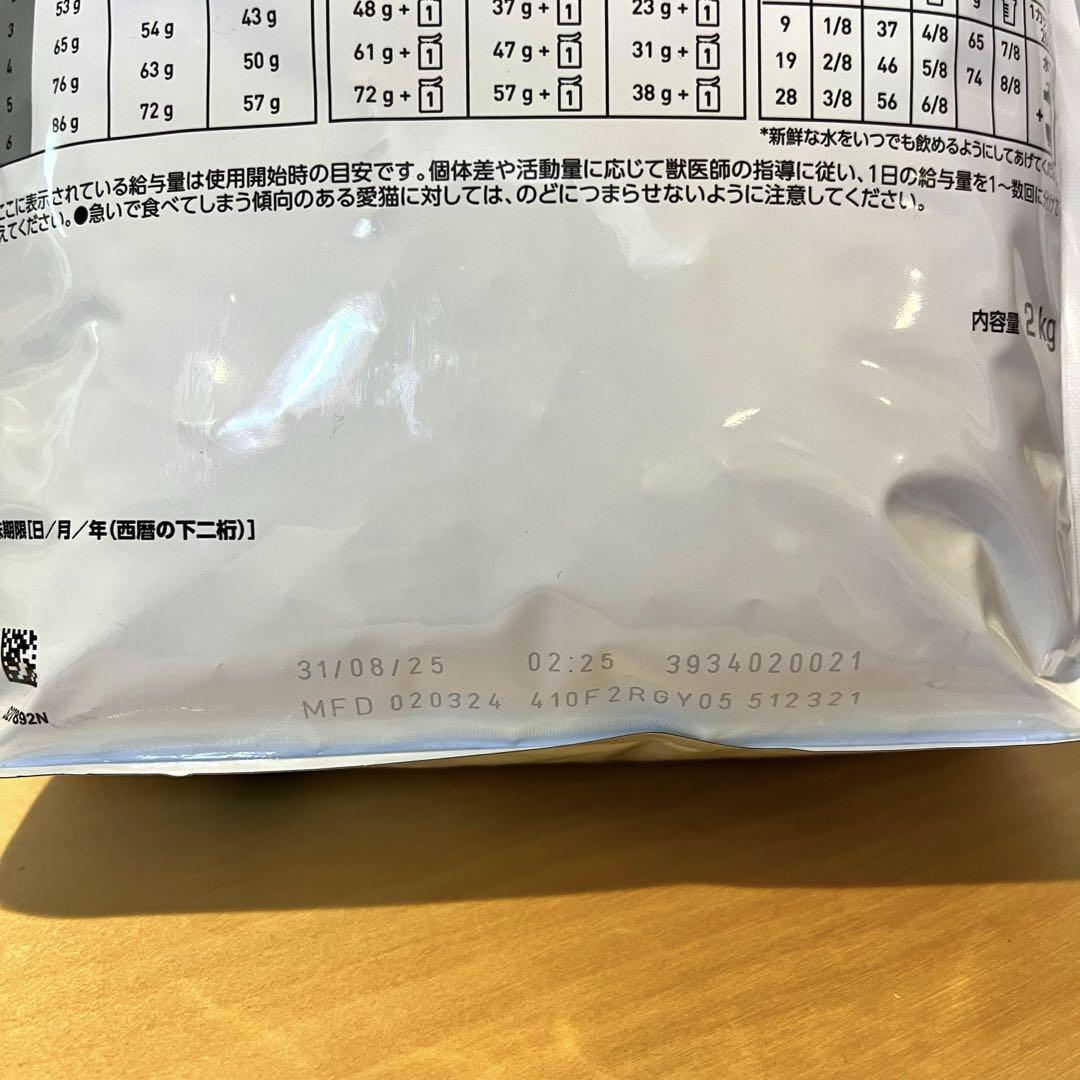 3
4
5
6
53 g
65 g
76 g
86 g
54 g
63 g
72 g
43 g
50 g
57 g
48 g + 1 37 g + 1 23 g + 1
61 g + 1 47 g + 1 31 g + 1
72 g + 1 57 g + 1 38 g + 1
9 1/8 37 4/8 65 7/8
19 2/8 46 5/8 74 8/8
28 3/8 56 6/8
*新鮮な水をいつでも飲めるようにしてあげてくだ
ここに表示されている給与量は使用開始時の目安です。個体差や活動量に応じて獣医師の指導に従い、1日の給与量を1〜数回に分けて
えてください。●急いで食べてしまう傾向のある愛猫に対しては、のどにつまらせないように注意してください。
内容量 2 kg
期限[日/月/年(西暦の下二桁)]
31/08/25 02:25 3934020021
MFD 020324 410F2RGY05 512321